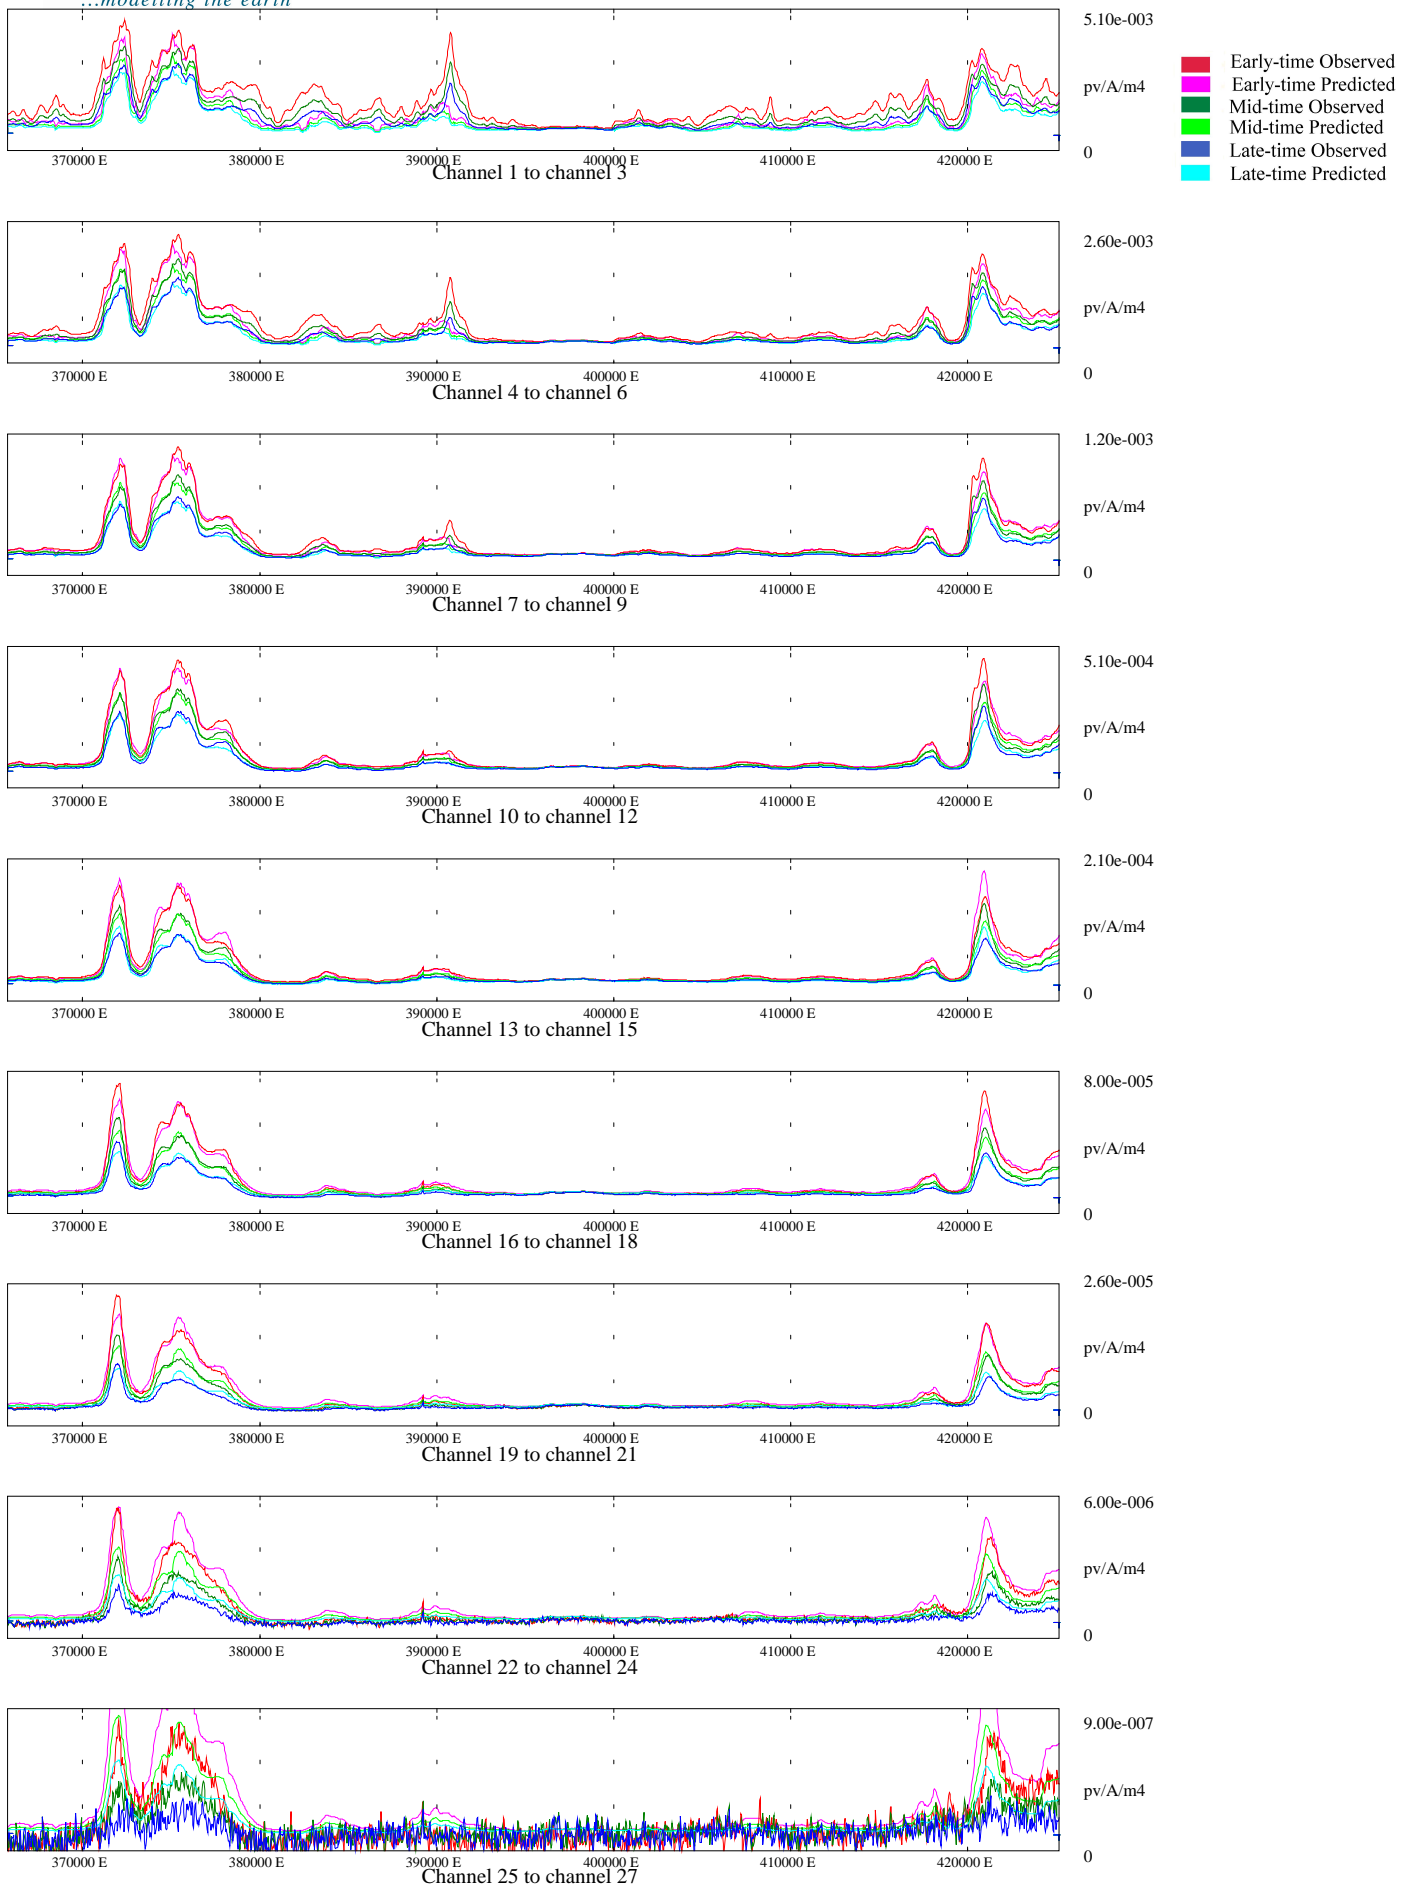 ...modelling the earth
5.10e-003
pv/A/m4
0
370000 E 380000 E 390000 E 400000 E 410000 E 420000 E
Channel 1 to channel 3
Early-time Observed
Early-time Predicted
Mid-time Observed
Mid-time Predicted
Late-time Observed
Late-time Predicted
2.60e-003
pv/A/m4
0
370000 E 380000 E 390000 E 400000 E 410000 E 420000 E
Channel 4 to channel 6
1.20e-003
pv/A/m4
0
370000 E 380000 E 390000 E 400000 E 410000 E 420000 E
Channel 7 to channel 9
5.10e-004
pv/A/m4
0
370000 E 380000 E 390000 E 400000 E 410000 E 420000 E
Channel 10 to channel 12
2.10e-004
pv/A/m4
0
370000 E 380000 E 390000 E 400000 E 410000 E 420000 E
Channel 13 to channel 15
8.00e-005
pv/A/m4
0
370000 E 380000 E 390000 E 400000 E 410000 E 420000 E
Channel 16 to channel 18
2.60e-005
pv/A/m4
0
370000 E 380000 E 390000 E 400000 E 410000 E 420000 E
Channel 19 to channel 21
6.00e-006
pv/A/m4
0
370000 E 380000 E 390000 E 400000 E 410000 E 420000 E
Channel 22 to channel 24
9.00e-007
pv/A/m4
0
370000 E 380000 E 390000 E 400000 E 410000 E 420000 E
Channel 25 to channel 27